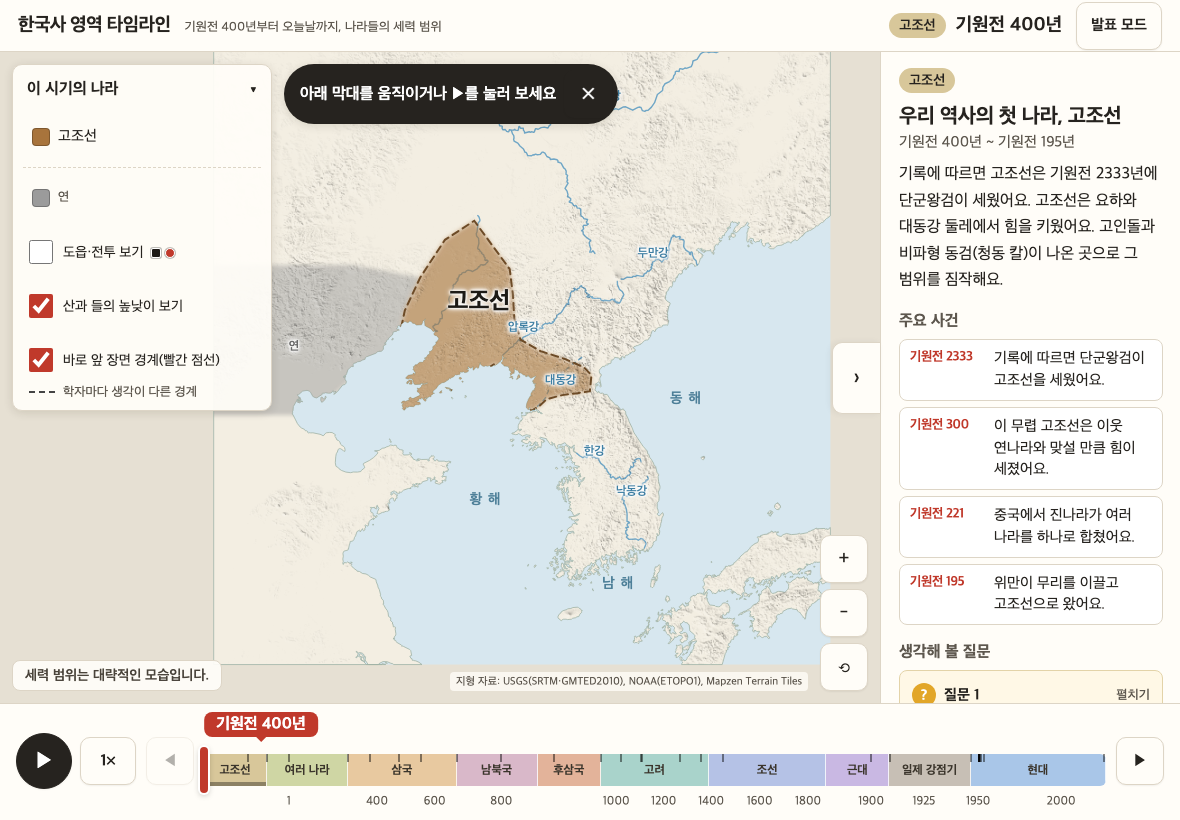 한국사 영역 타임라인
기원전 400년부터 오늘날까지, 나라들의 세력 범위
고조선
기원전 400년
발표 모드
이 시기의 나라
▼
고조선
연
도읍·전투 보기
산과 들의 높낮이 보기
바로 앞 장면 경계(빨간 점선)
학자마다 생각이 다른 경계
아래 막대를 움직이거나 ▶를 눌러 보세요
✕
두만강
고조선
압록강
연
대동강
동 해
한강
낙동강
황 해
남 해
›
+
−
⟲
세력 범위는 대략적인 모습입니다.
지형 자료: USGS(SRTM·GMTED2010), NOAA(ETOPO1), Mapzen Terrain Tiles
고조선
우리 역사의 첫 나라, 고조선
기원전 400년 ~ 기원전 195년
기록에 따르면 고조선은 기원전 2333년에
단군왕검이 세웠어요. 고조선은 요하와
대동강 둘레에서 힘을 키웠어요. 고인돌과
비파형 동검(청동 칼)이 나온 곳으로 그
범위를 짐작해요.
주요 사건
기원전 2333
기록에 따르면 단군왕검이
고조선을 세웠어요.
기원전 300
이 무렵 고조선은 이웃
연나라와 맞설 만큼 힘이
세졌어요.
기원전 221
중국에서 진나라가 여러
나라를 하나로 합쳤어요.
기원전 195
위만이 무리를 이끌고
고조선으로 왔어요.
생각해 볼 질문
? 질문 1
펼치기
기원전 400년
▶
1×
◀
고조선
여러 나라
삼국
남북국
후삼국
고려
조선
근대
일제 강점기
현대
▶
1
400
600
800
1000
1200
1400
1600
1800
1900
1925
1950
2000